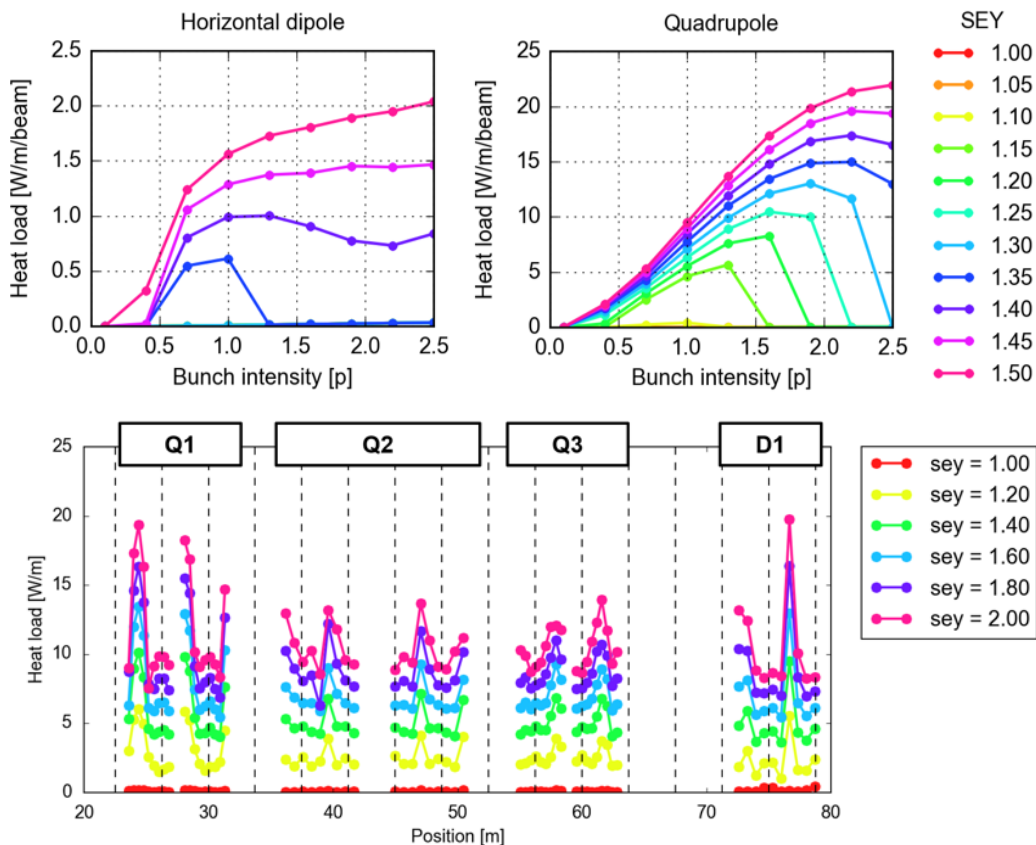 Horizontal dipole
Heat load [W/m/beam]
2.5
2.0
1.5
1.0
0.5
0.0
0.0 0.5 1.0 1.5 2.0 2.5
Bunch intensity [p]
Quadrupole
Heat load [W/m/beam]
25
20
15
10
5
0
0.0 0.5 1.0 1.5 2.0 2.5
Bunch intensity [p]
SEY
1.00
1.05
1.10
1.15
1.20
1.25
1.30
1.35
1.40
1.45
1.50
Q1 Q2 Q3 D1
Heat load [W/m]
25
20
15
10
5
0
20 30 40 50 60 70 80
Position [m]
sey = 1.00
sey = 1.20
sey = 1.40
sey = 1.60
sey = 1.80
sey = 2.00